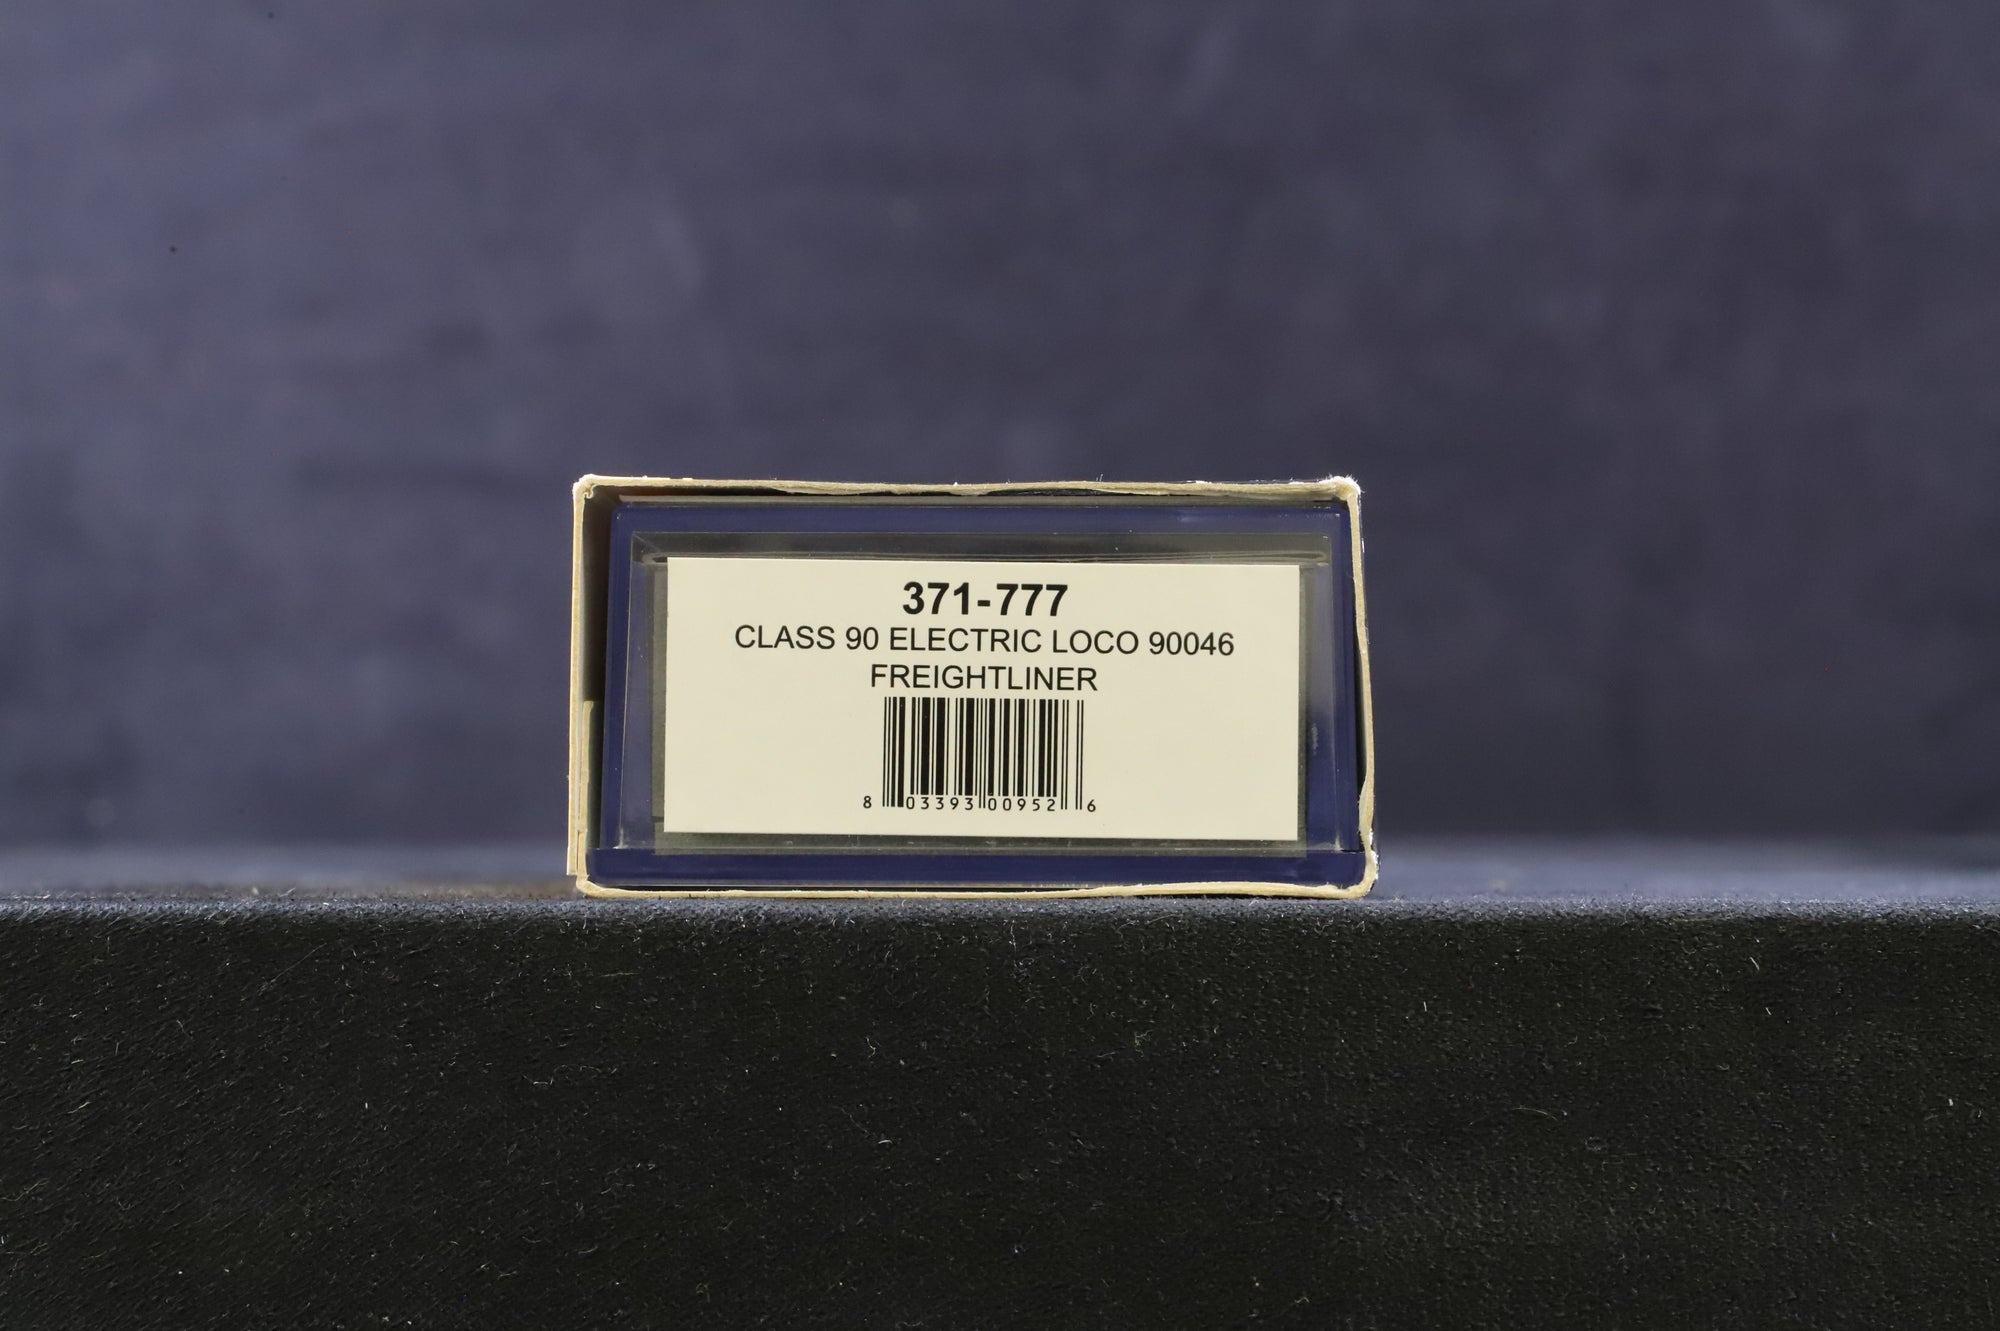 371-777
CLASS 90 ELECTRIC LOCO 90046
FREIGHTLINER
8 03393 00952 6